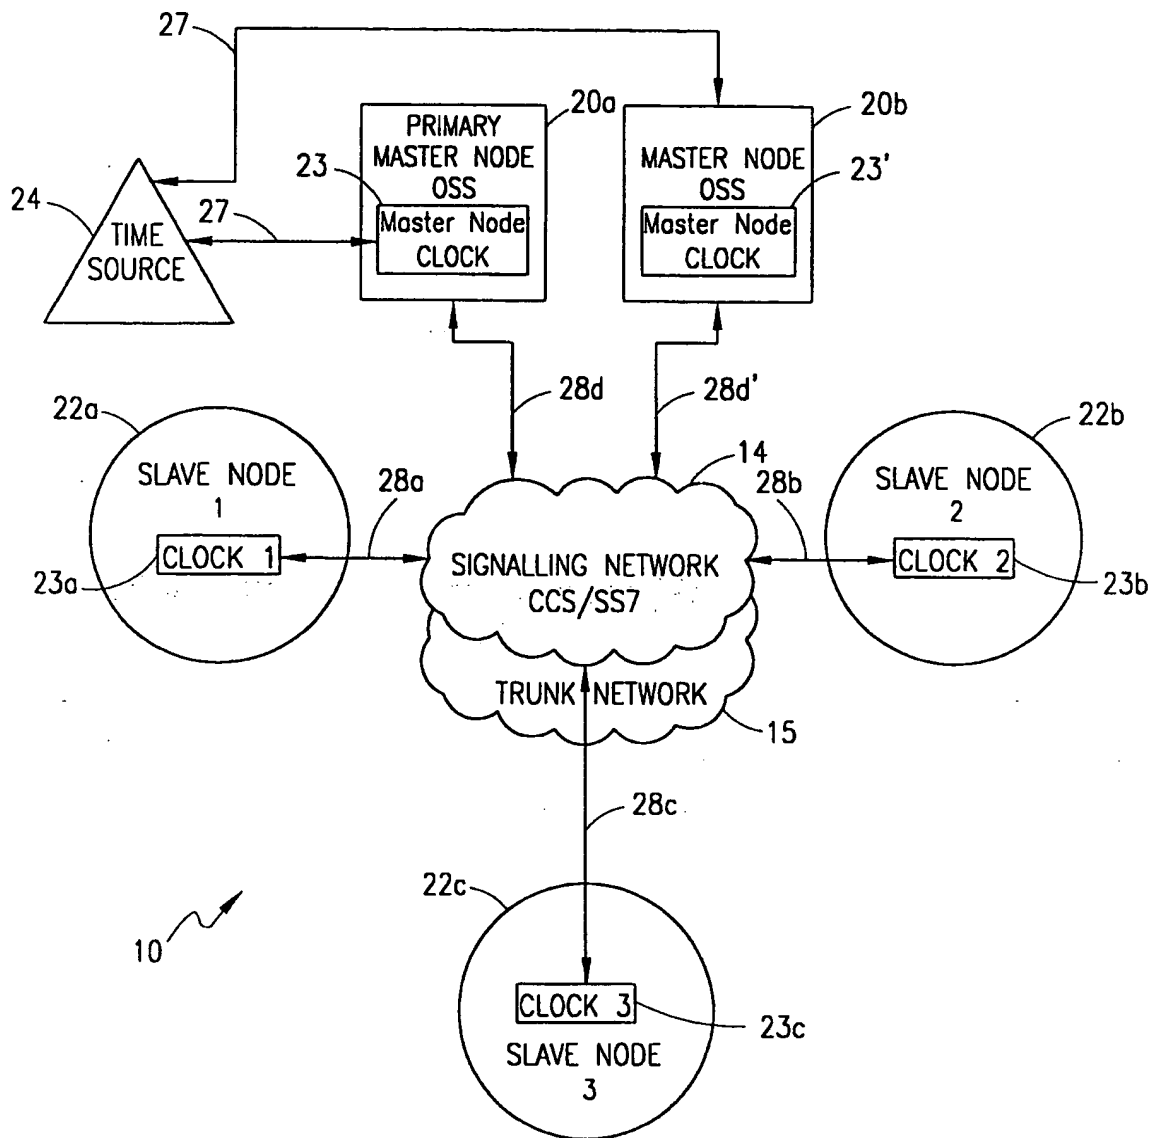 27
20a
20b
PRIMARY
MASTER NODE
OSS
23
Master Node
CLOCK
MASTER NODE
OSS
23'
Master Node
CLOCK
24
27
TIME
SOURCE
28d
28d'
22a
22b
14
SLAVE NODE
1
28a
28b
SLAVE NODE
2
CLOCK 1
CLOCK 2
23a
23b
SIGNALLING NETWORK
CCS/SS7
TRUNK NETWORK
15
28c
22c
10
CLOCK 3
23c
SLAVE NODE
3